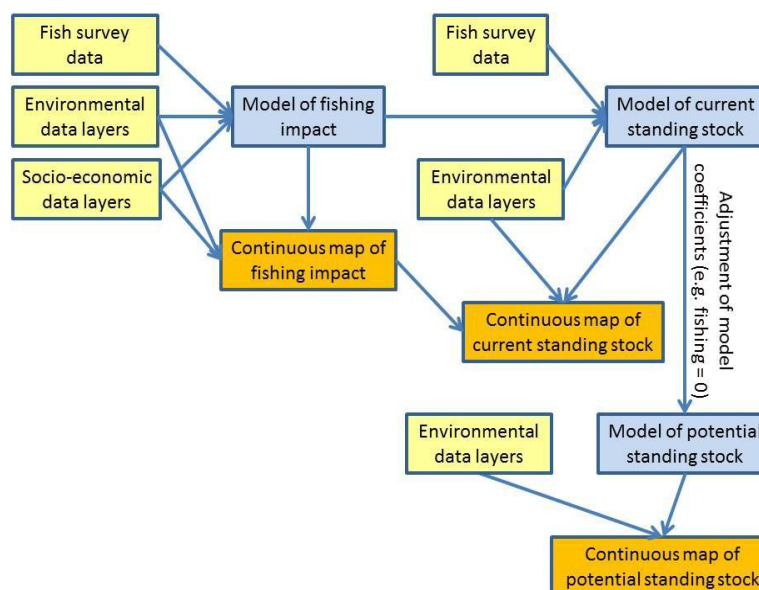 Fish survey
data
Fish survey
data
Environmental
data layers
Model of fishing
impact
Model of current
standing stock
Socio-economic
data layers
Environmental
data layers
Continuous map of
fishing impact
Adjustment of model
coefficients (e.g. fishing = 0)
Continuous map of
current standing stock
Environmental
data layers
Model of potential
standing stock
Continuous map of
potential standing stock